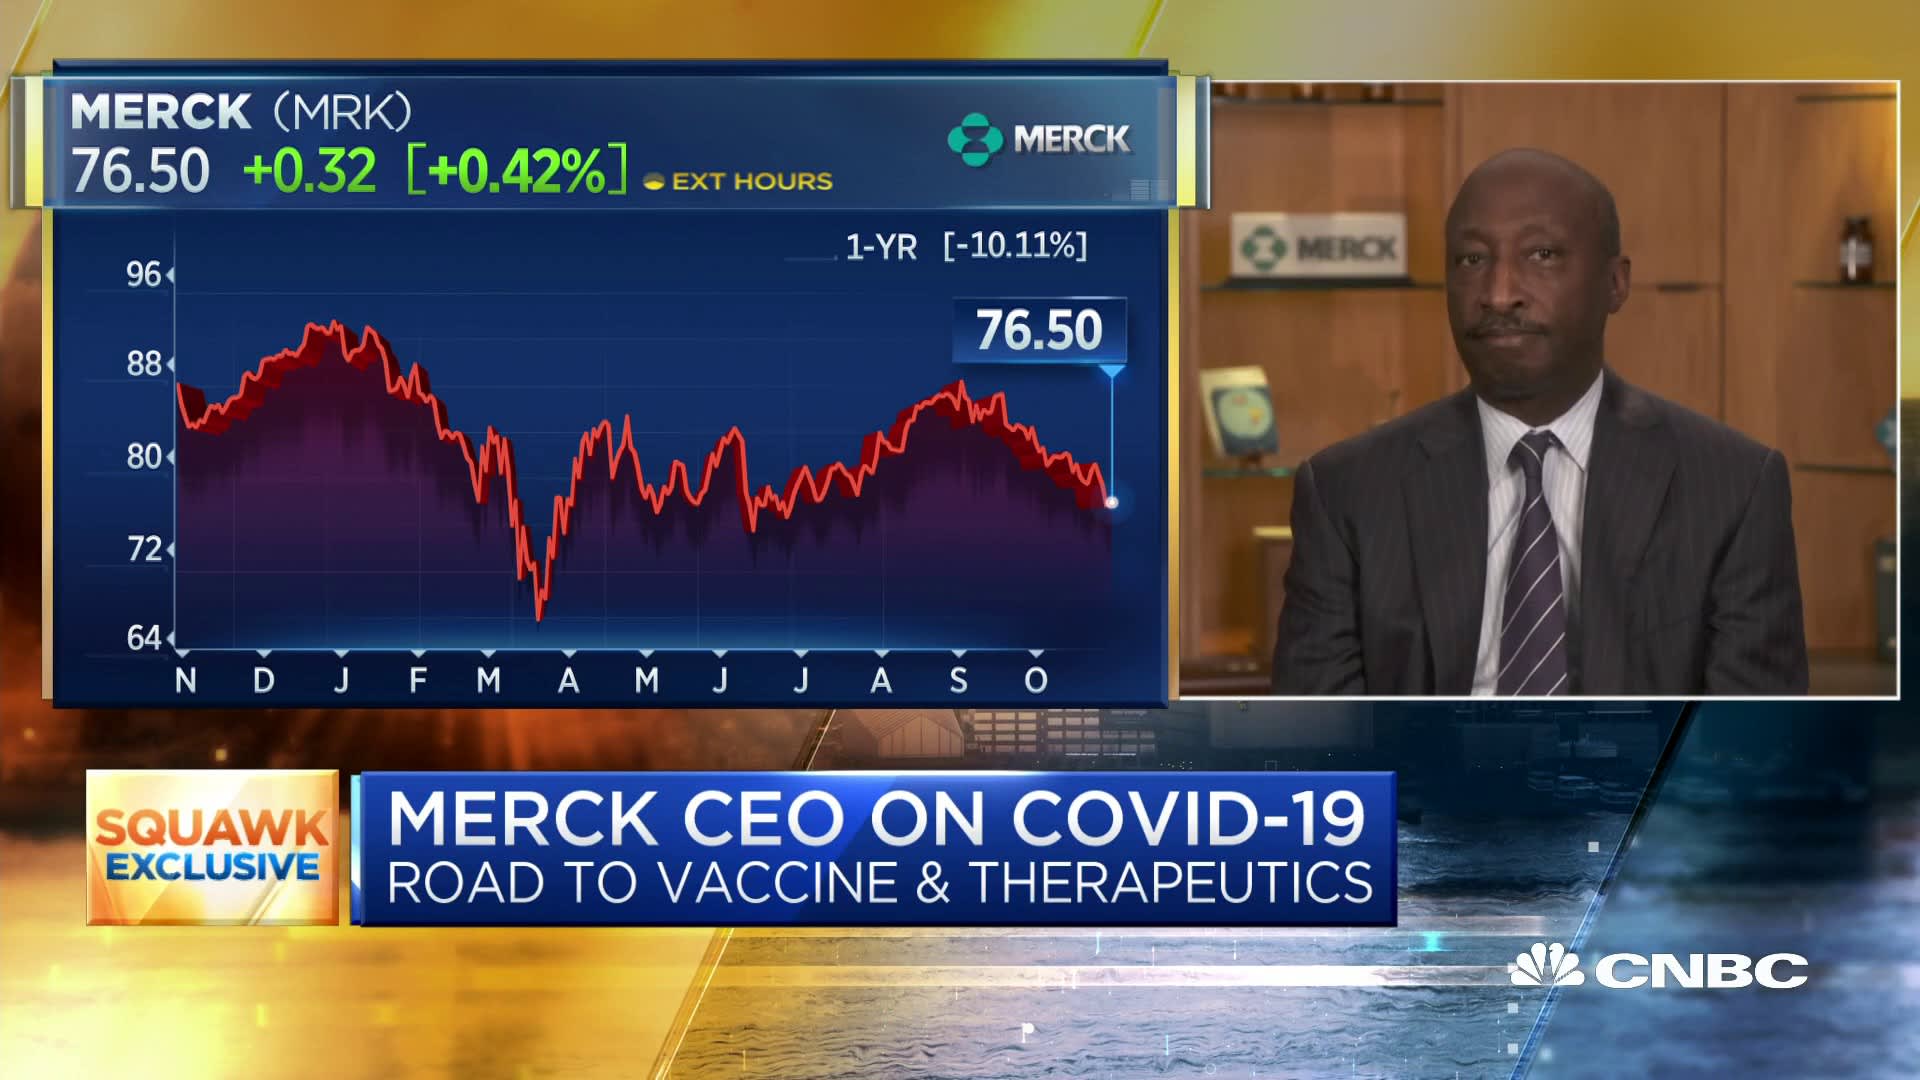 MERCK (MRK)
76.50 +0.32 [+0.42%] EXT HOURS
MERCK
1-YR [-10.11%]
76.50
96
88
80
72
64
N D J F M A M J J A S O
MERCK
SQUAWK
EXCLUSIVE
MERCK CEO ON COVID-19
ROAD TO VACCINE & THERAPEUTICS
CNBC